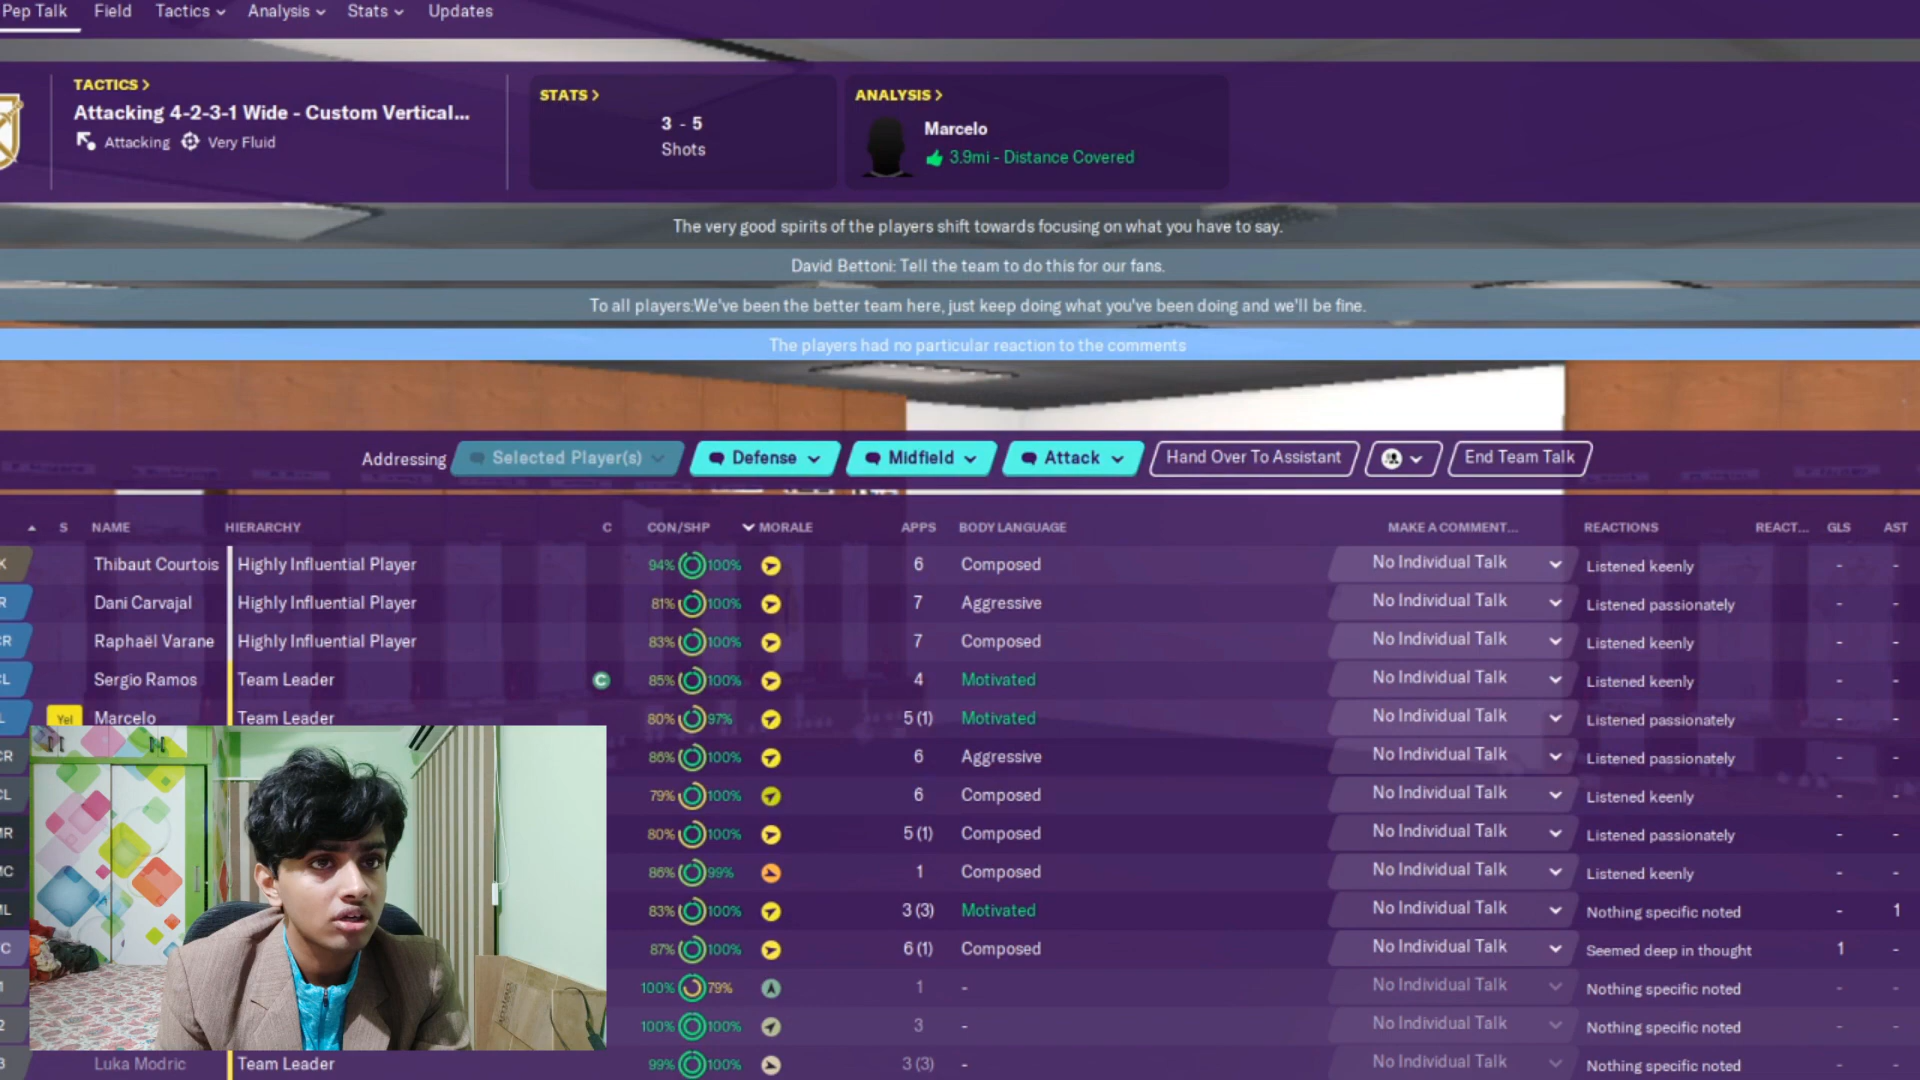 Pep Talk Field Tactics Analysis Stats Updates
TACTICS >
Attacking 4-2-3-1 Wide - Custom Vertical...
Attacking Very Fluid
STATS >
3 - 5
Shots
ANALYSIS >
Marcelo
3.9mi - Distance Covered
The very good spirits of the players shift towards focusing on what you have to say.
David Bettoni: Tell the team to do this for our fans.
To all players:We've been the better team here, just keep doing what you've been doing and we'll be fine.
The players had no particular reaction to the comments
Addressing Selected Player(s) Defense Midfield Attack Hand Over To Assistant End Team Talk
S NAME HIERARCHY C CON/SHP MORALE APPS BODY LANGUAGE MAKE A COMMENT... REACTIONS REACT... GLS AST
K Thibaut Courtois Highly Influential Player 94% 100% 6 Composed No Individual Talk Listened keenly - -
R Dani Carvajal Highly Influential Player 81% 100% 7 Aggressive No Individual Talk Listened passionately - -
CR Raphaël Varane Highly Influential Player 83% 100% 7 Composed No Individual Talk Listened keenly - -
CL Sergio Ramos Team Leader C 85% 100% 4 Motivated No Individual Talk Listened keenly - -
L Yel Marcelo Team Leader 80% 97% 5 (1) Motivated No Individual Talk Listened passionately - -
CR 86% 100% 6 Aggressive No Individual Talk Listened passionately - -
CL 79% 100% 6 Composed No Individual Talk Listened keenly - -
MR 80% 100% 5 (1) Composed No Individual Talk Listened passionately - -
MC 86% 99% 1 Composed No Individual Talk Listened keenly - -
ML 83% 100% 3 (3) Motivated No Individual Talk Nothing specific noted - 1
C 87% 100% 6 (1) Composed No Individual Talk Seemed deep in thought 1 -
1 100% 79% 1 - No Individual Talk Nothing specific noted - -
2 100% 100% 3 - No Individual Talk Nothing specific noted - -
3 Luka Modric Team Leader 99% 100% 3 (3) - No Individual Talk Nothing specific noted - -